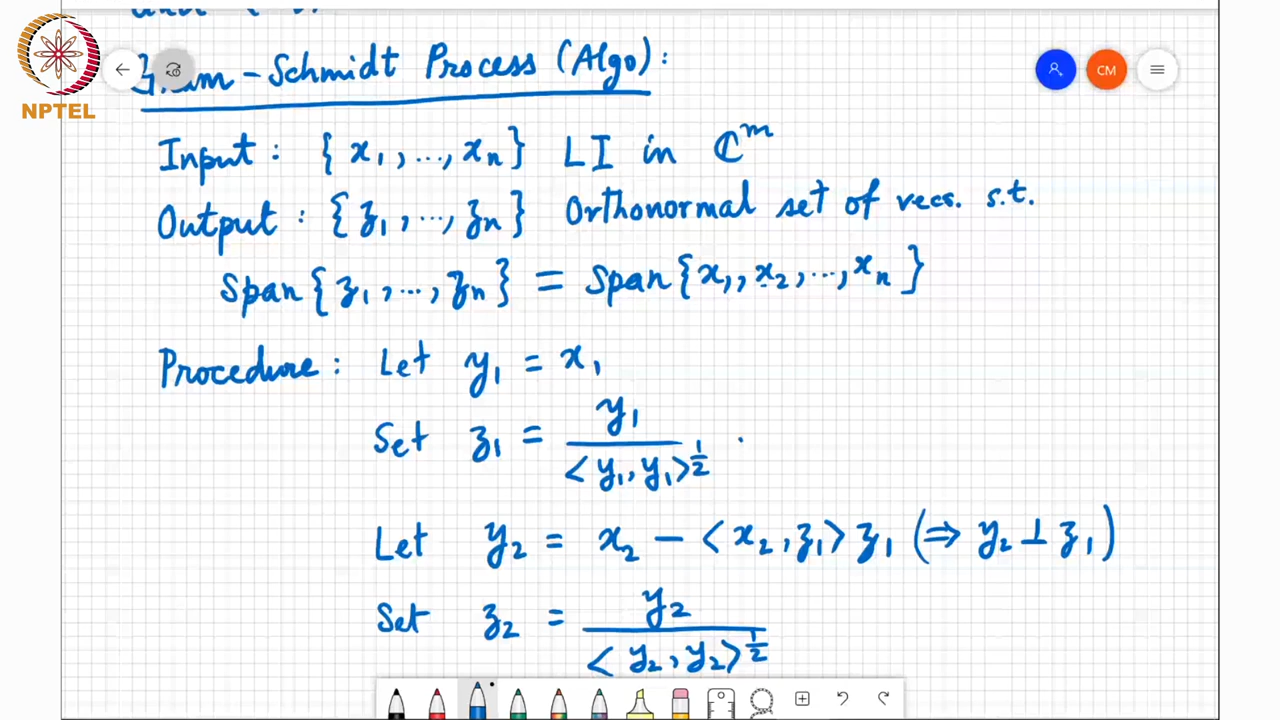 Gram-Schmidt Process (Algo):
NPTEL
CM
Input : { x₁, ..., xₙ } LI in ℂᵐ
Output : { z₁, ..., zₙ } Orthonormal set of vecs. s.t.
Span{ z₁, ..., zₙ } = Span{ x₁, x₂, ..., xₙ }
Procedure : Let y₁ = x₁
Set z₁ = y₁ / <y₁, y₁>^½ .
Let y₂ = x₂ - <x₂, z₁> z₁ (⇒ y₂ ⊥ z₁)
Set z₂ = y₂ / <y₂, y₂>^½